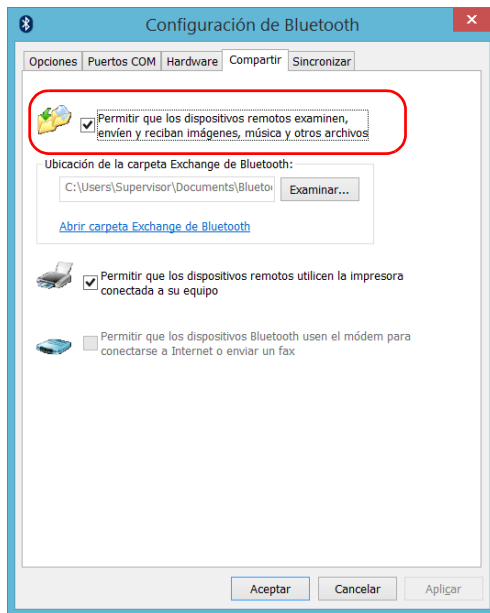 Configuración de Bluetooth
Opciones Puertos COM Hardware Compartir Sincronizar
Permitir que los dispositivos remotos examinen,
envíen y reciban imágenes, música y otros archivos
Ubicación de la carpeta Exchange de Bluetooth:
C:\Users\Supervisor\Documents\Blueto
Examinar...
Abrir carpeta Exchange de Bluetooth
Permitir que los dispositivos remotos utilicen la impresora
conectada a su equipo
Permitir que los dispositivos Bluetooth usen el módem para
conectarse a Internet o enviar un fax
Aceptar Cancelar Aplicar